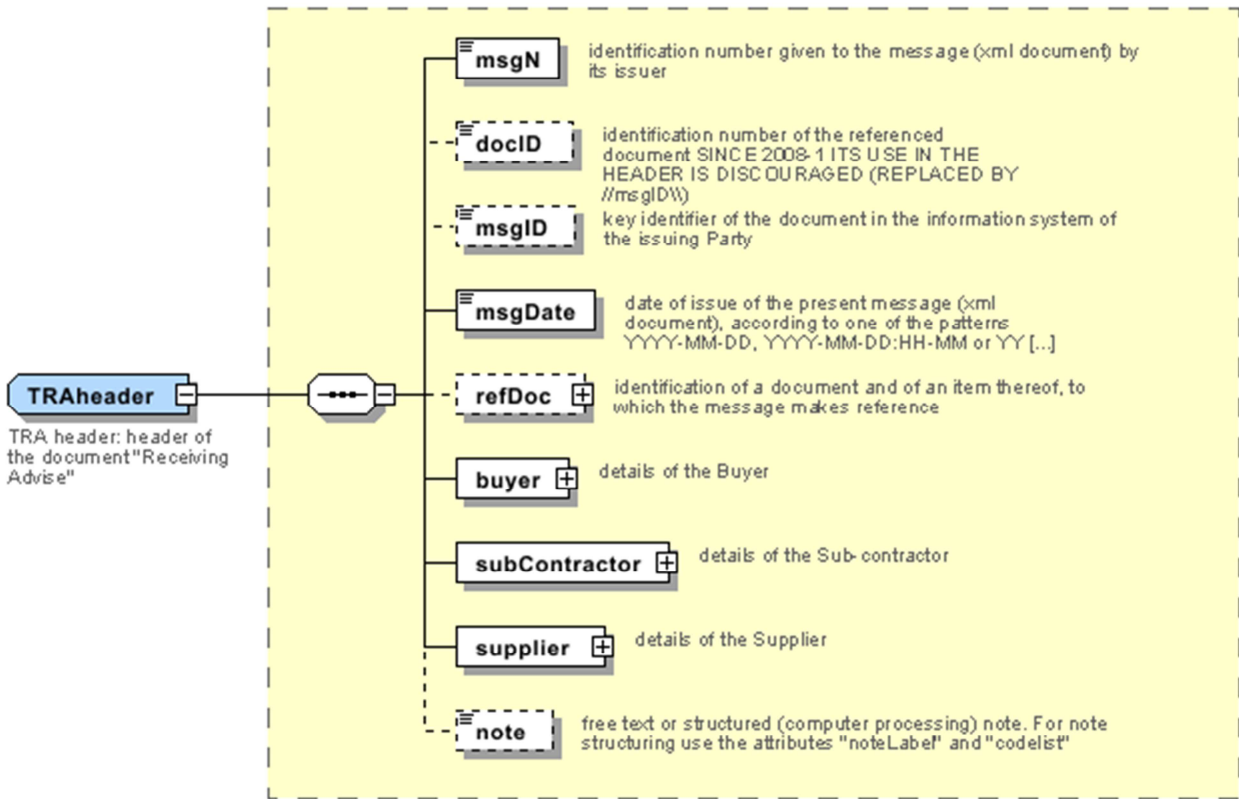 msgN
identification number given to the message (xml document) by
its issuer
docID
identification number of the referenced
document SINCE 2008-1 ITS USE IN THE
HEADER IS DISCOURAGED (REPLACED BY
//msgID\\)
msgID
key identifier of the document in the information system of
the issuing Party
msgDate
date of issue of the present message (xml
document), according to one of the patterns
YYYY-MM-DD, YYYY-MM-DD:HH-MM or YY [...]
TRAheader
TRA header: header of
the document "Receiving
Advise"
refDoc
identification of a document and of an item thereof, to
which the message makes reference
buyer
details of the Buyer
subContractor
details of the Sub-contractor
supplier
details of the Supplier
note
free text or structured (computer processing) note. For note
structuring use the attributes "noteLabel" and "codelist"